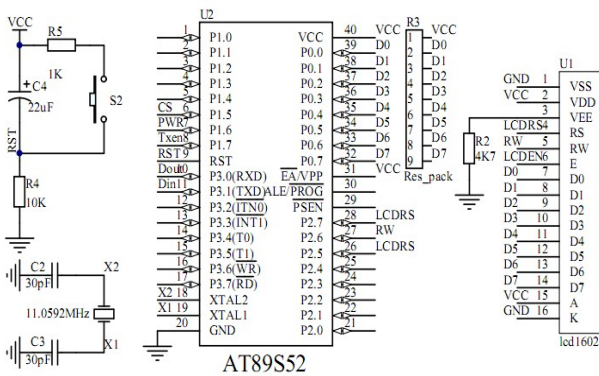 VCC
R5
1K
C4
22uF
S2
RST
R4
10K
C2
30pF
X2
11.0592MHz
C3
30pF
X1
U2
1 P1.0
2 P1.1
3 P1.2
4 P1.3
5 P1.4
CS 6 P1.5
PWR 7 P1.6
Txen 8 P1.7
RST 9 RST
Dout 10 P3.0(RXD)
Din 11 P3.1(TXD)
12 P3.2(ITN0)
13 P3.3(INT1)
14 P3.4(T0)
15 P3.5(T1)
16 P3.6(WR)
17 P3.7(RD)
X2 18 XTAL2
X1 19 XTAL1
20 GND
VCC 40 VCC
P0.0 39 D0
P0.1 38 D1
P0.2 37 D2
P0.3 36 D3
P0.4 35 D4
P0.5 34 D5
P0.6 33 D6
P0.7 32 D7
EA/VPP 31 VCC
ALE/PROG 30
PSEN 29
P2.7 28 LCDRS
P2.6 27 RW
P2.5 26 LCDRS
P2.4 25
P2.3 24
P2.2 23
P2.1 22
P2.0 21
AT89S52
R3
1 VCC
2 D0
3 D1
4 D2
5 D3
6 D4
7 D5
8 D6
9 D7
Res_pack
R2
4K7
U1
GND 1 VSS
VCC 2 VDD
3 VEE
LCDRS 4 RS
RW 5 RW
LCDEN 6 E
D0 7 D0
D1 8 D1
D2 9 D2
D3 10 D3
D4 11 D4
D5 12 D5
D6 13 D6
D7 14 D7
VCC 15 A
GND 16 K
lcd1602